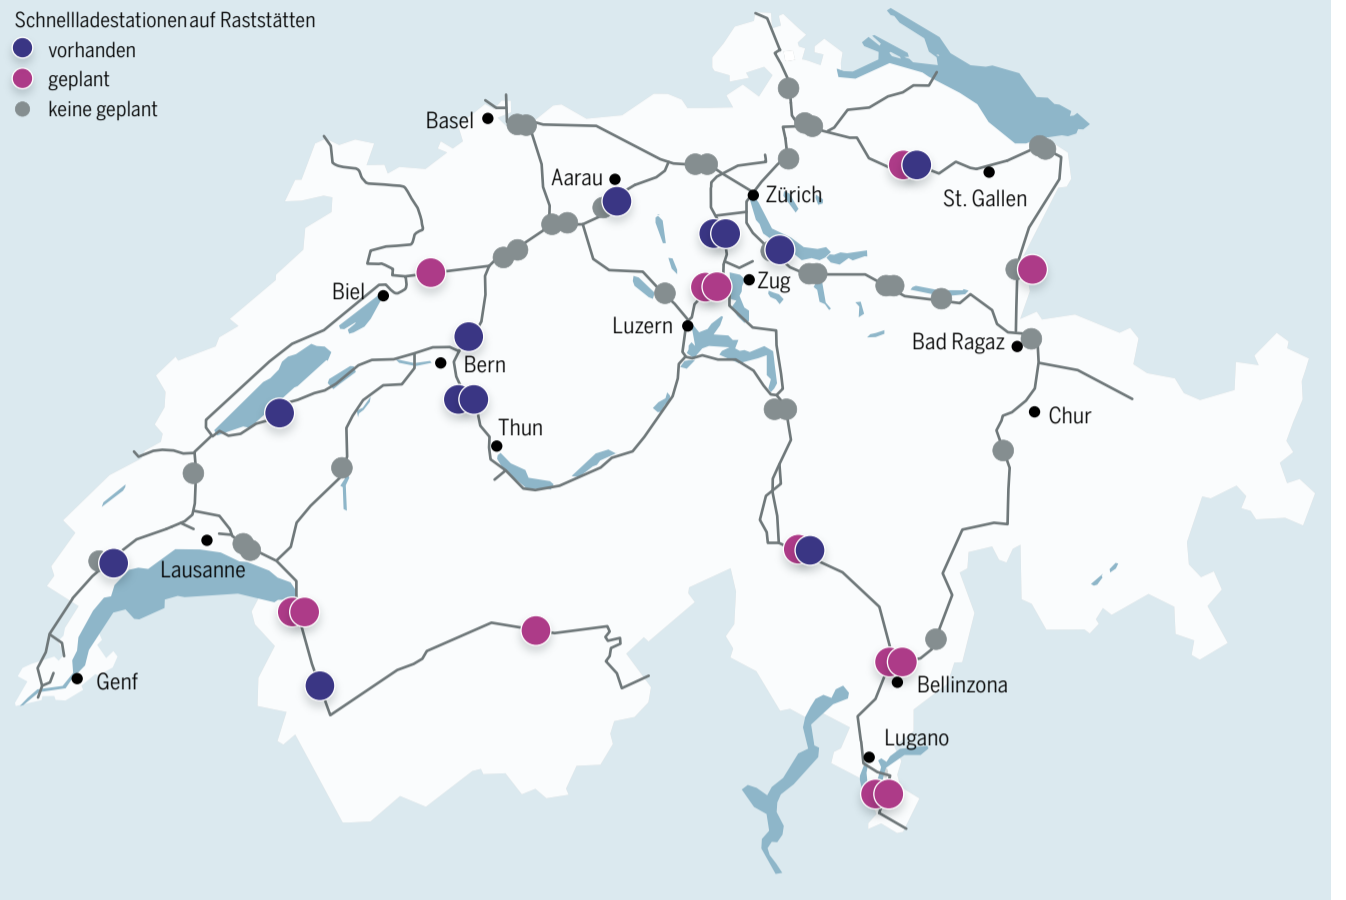 Schnellladestationen auf Raststätten
vorhanden
geplant
keine geplant
Basel
Aarau
Zürich
St. Gallen
Biel
Zug
Luzern
Bad Ragaz
Bern
Chur
Thun
Lausanne
Genf
Bellinzona
Lugano